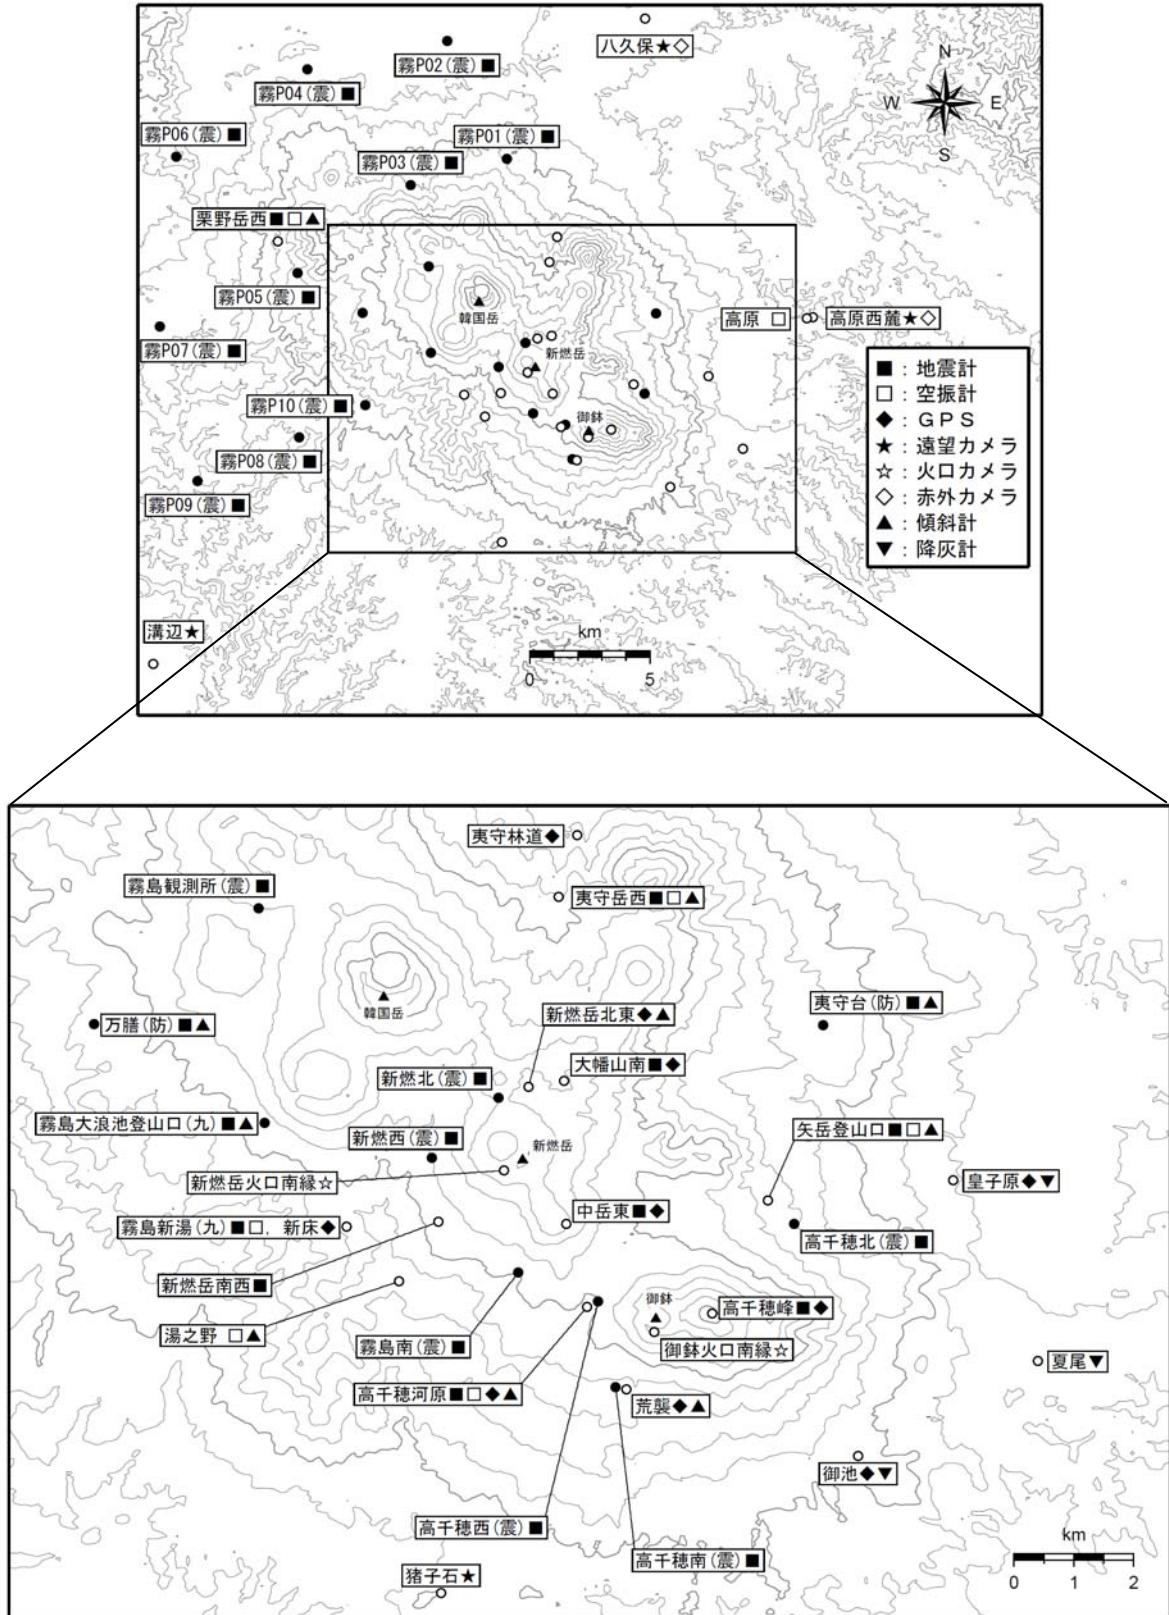 八久保★◇
霧P02(震)■
霧P04(震)■
N
W E
S
霧P06(震)■
霧P01(震)■
霧P03(震)■
栗野岳西■□▲
霧P05(震)■
韓国岳
高原 □
高原西麓★◇
霧P07(震)■
新燃岳
■:地震計
□:空振計
◆:GPS
★:遠望カメラ
☆:火口カメラ
◇:赤外カメラ
▲:傾斜計
▼:降灰計
霧P10(震)■
御鉢
霧P08(震)■
霧P09(震)■
溝辺★
km
0 5
夷守林道◆
霧島観測所(震)■
夷守岳西■□▲
韓国岳
新燃岳北東◆▲
夷守台(防)■▲
万膳(防)■▲
大幡山南■◆
新燃北(震)■
霧島大浪池登山口(九)■▲
新燃西(震)■
新燃岳
矢岳登山口■□▲
新燃岳火口南縁☆
皇子原◆▼
中岳東■◆
霧島新湯(九)■□, 新床◆
高千穂北(震)■
新燃岳南西■
御鉢
高千穂峰■◆
湯之野 □▲
霧島南(震)■
御鉢火口南縁☆
夏尾▼
高千穂河原■□◆▲
荒襲◆▲
御池◆▼
高千穂西(震)■
高千穂南(震)■
km
0 1 2
猪子石★